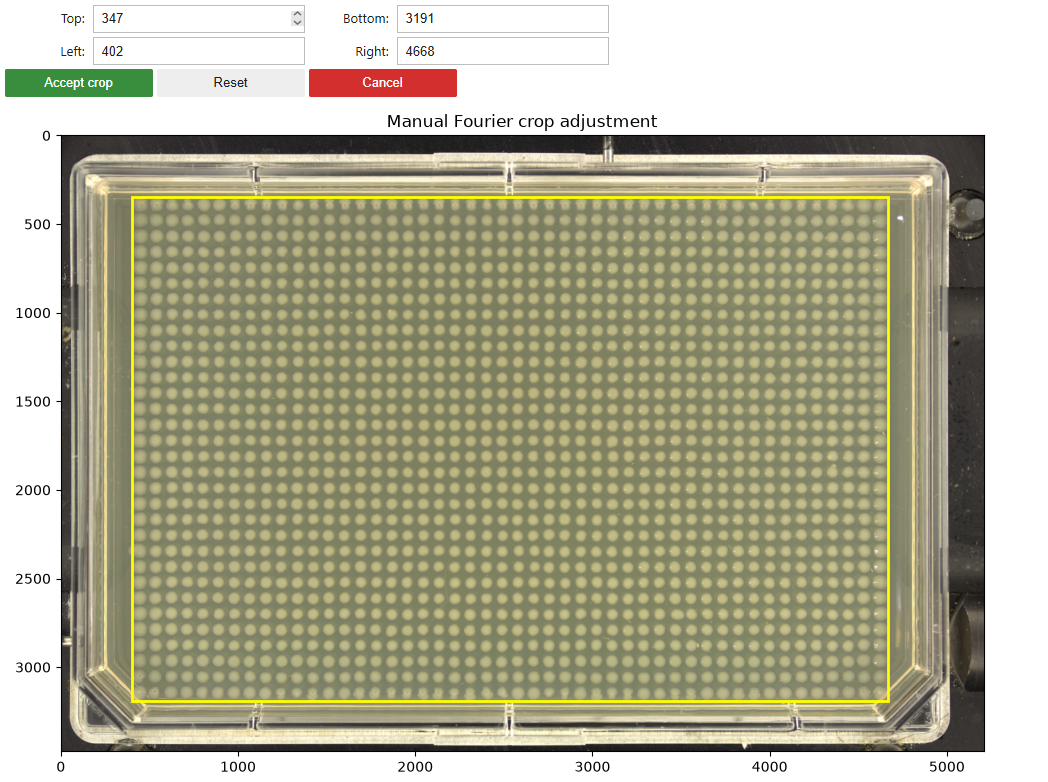 Top: 347 Bottom: 3191
Left: 402 Right: 4668
Accept crop Reset Cancel
Manual Fourier crop adjustment
0
500
1000
1500
2000
2500
3000
0 1000 2000 3000 4000 5000